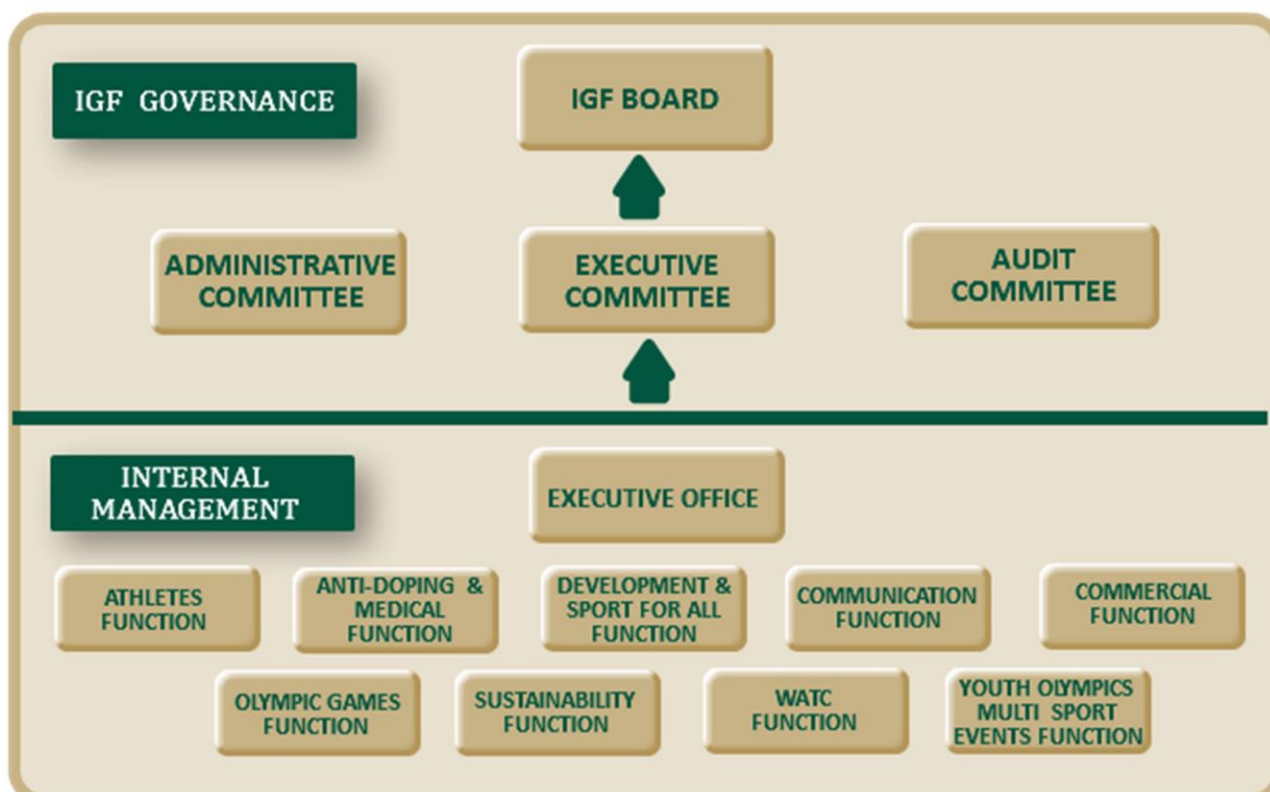 IGF GOVERNANCE
IGF BOARD
ADMINISTRATIVE
COMMITTEE
EXECUTIVE
COMMITTEE
AUDIT
COMMITTEE
INTERNAL
MANAGEMENT
EXECUTIVE OFFICE
ATHLETES
FUNCTION
ANTI-DOPING &
MEDICAL
FUNCTION
DEVELOPMENT &
SPORT FOR ALL
FUNCTION
COMMUNICATION
FUNCTION
COMMERCIAL
FUNCTION
OLYMPIC GAMES
FUNCTION
SUSTAINABILITY
FUNCTION
WATC
FUNCTION
YOUTH OLYMPICS
MULTI SPORT
EVENTS FUNCTION